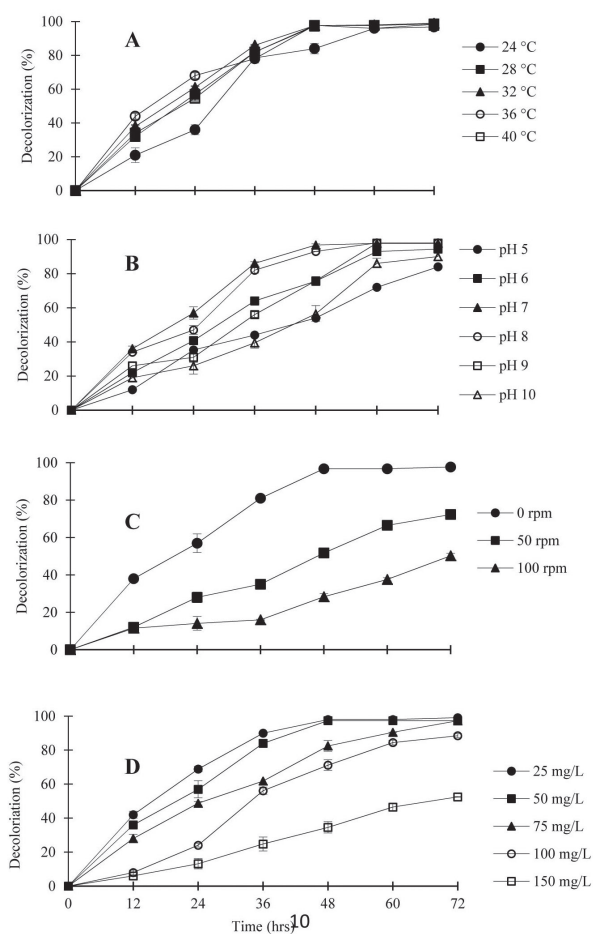 100
80
60
40
20
0
Decolorization (%)
A
24 °C
28 °C
32 °C
36 °C
40 °C
100
80
60
40
20
0
Decolorization (%)
B
pH 5
pH 6
pH 7
pH 8
pH 9
pH 10
100
80
60
40
20
0
Decolorization (%)
C
0 rpm
50 rpm
100 rpm
100
80
60
40
20
0
Decoloriation (%)
D
25 mg/L
50 mg/L
75 mg/L
100 mg/L
150 mg/L
0 12 24 36 48 60 72
Time (hrs)
10